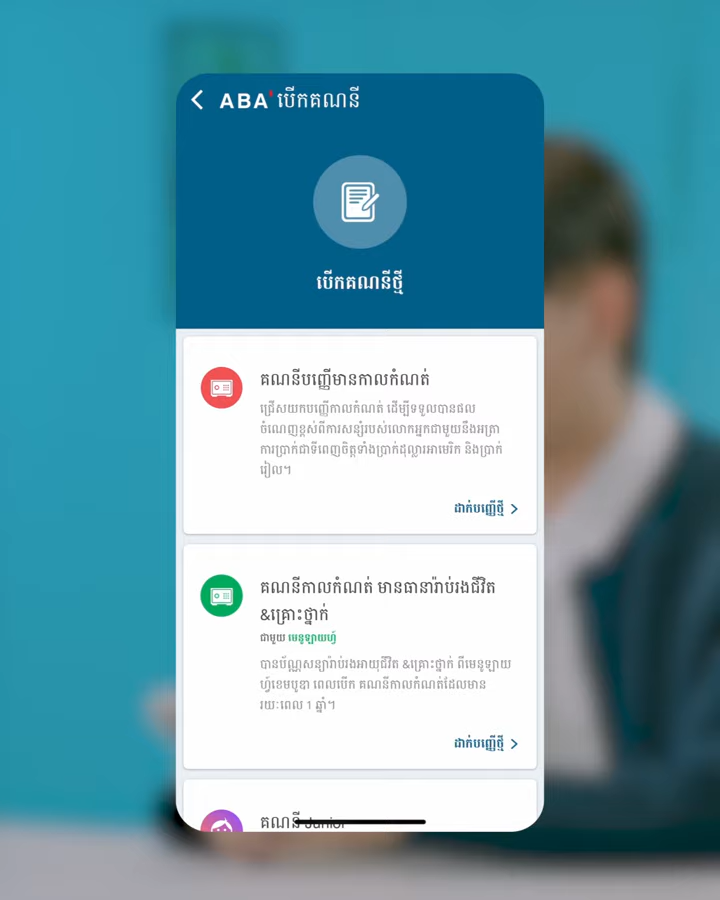 ABA' បើកគណនី
បើកគណនីថ្មី
គណនីបញ្ញើមានកាលកំណត់
ជ្រើសយកបញ្ញើកាលកំណត់ ដើម្បីទទួលបានផល
ចំណេញខ្ពស់ពីការសន្សំរបស់លោកអ្នកជាមួយនឹងអត្រា
ការប្រាក់ជាទីពេញចិត្តទាំងប្រាក់ដុល្លារអាមេរិក និងប្រាក់
រៀល។
ដាក់បញ្ញើថ្មី
គណនីកាលកំណត់ មានធានារ៉ាប់រងជីវិត
&គ្រោះថ្នាក់
ជាមួយ មេនូឡាយហ្វ៍
បានប័ណ្ណសន្យារ៉ាប់រងអាយុជីវិត &គ្រោះថ្នាក់ ពីមេនូឡាយ
ហ្វ៍ខេមបូឌា ពេលបើក គណនីកាលកំណត់ដែលមាន
រយៈពេល 1 ឆ្នាំ។
ដាក់បញ្ញើថ្មី
គណនី Junior